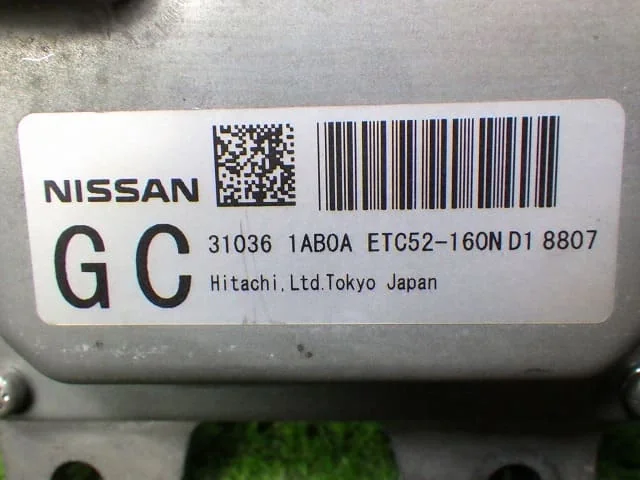 NISSAN
GC 31036 1AB0A ETC52-160N D1 8807
Hitachi,Ltd.Tokyo Japan